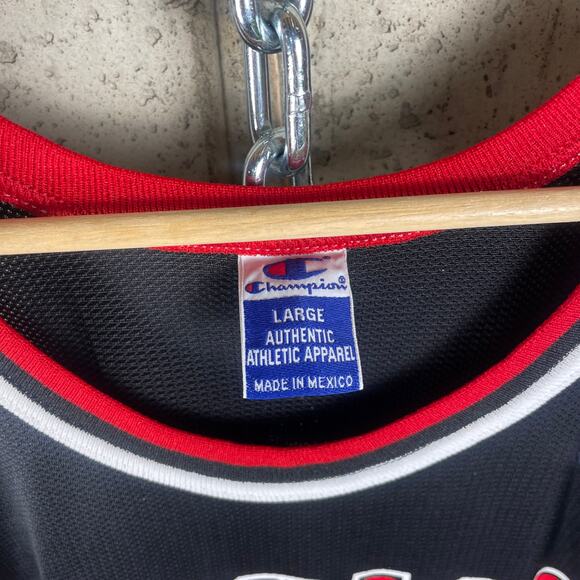 Champion®
LARGE
AUTHENTIC
ATHLETIC APPAREL
MADE IN MEXICO